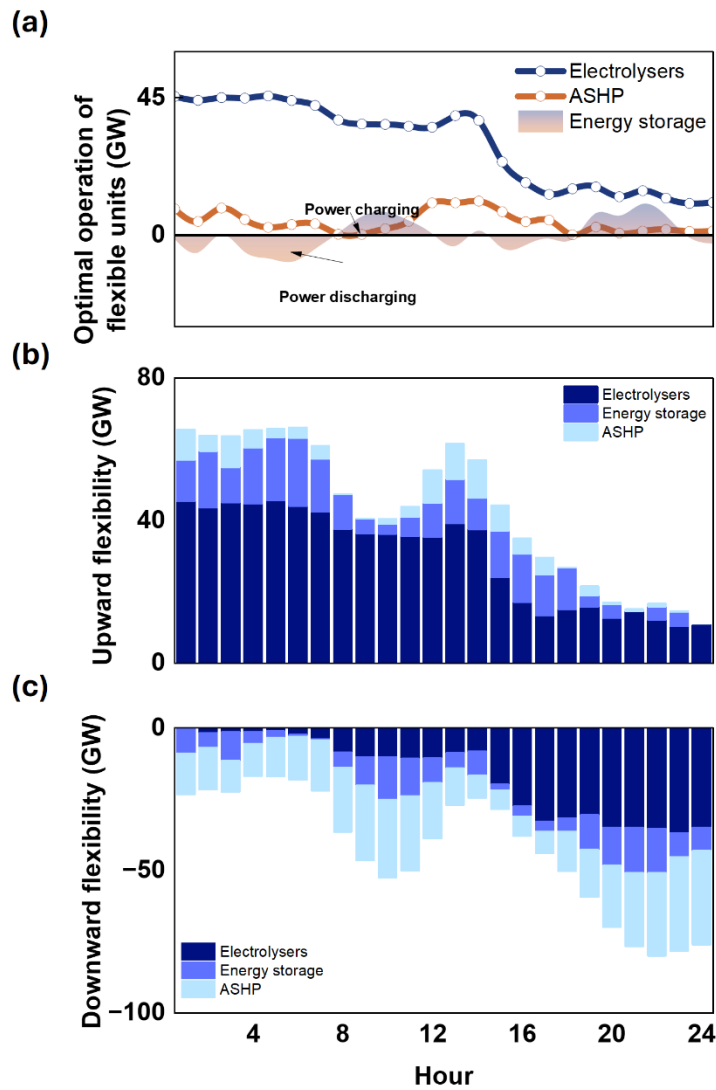 (a)
Optimal operation of
flexible units (GW)
45
0
Electrolysers
ASHP
Energy storage
Power charging
Power discharging
(b)
Upward flexibility (GW)
80
40
0
Electrolysers
Energy storage
ASHP
(c)
Downward flexibility (GW)
0
−50
−100
Electrolysers
Energy storage
ASHP
4 8 12 16 20 24
Hour